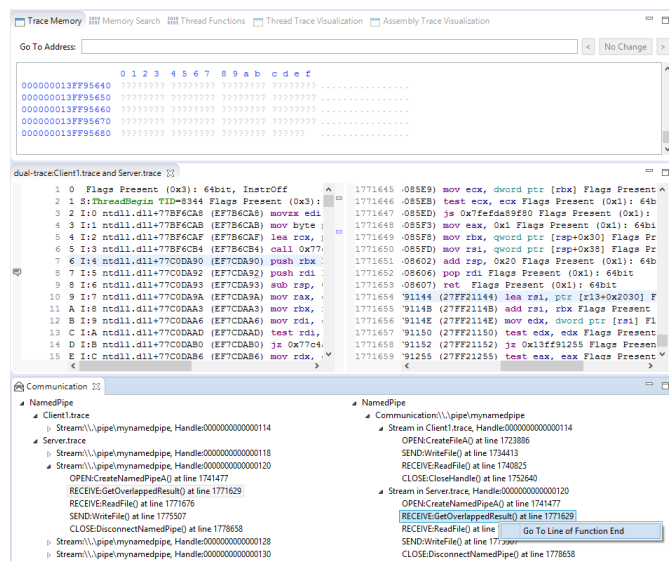 Trace Memory Memory Search Thread Functions Thread Trace Visualization Assembly Trace Visualization
Go To Address: < No Change >
0 1 2 3 4 5 6 7 8 9 a b c d e f
000000013FF95640 ???????? ???????? ???????? ???????? ................
000000013FF95650 ???????? ???????? ???????? ???????? ................
000000013FF95660 ???????? ???????? ???????? ???????? ................
000000013FF95670 ???????? ???????? ???????? ???????? ................
000000013FF95680 ???????? ???????? ???????? ?????? ...............
dual-trace:Client1.trace and Server.trace
1 0 Flags Present (0x3): 64bit, InstrOff
2 1 S:ThreadBegin TID=8344 Flags Present (0x3):
3 2 I:0 ntdll.dll+77BF6CA8 (EF7B6CA8) movzx edi
4 3 I:1 ntdll.dll+77BF6CAB (EF7B6CAB) mov byte
5 4 I:2 ntdll.dll+77BF6CAF (EF7B6CAF) lea rcx,
6 5 I:3 ntdll.dll+77BF6CB4 (EF7B6CB4) call 0x77
7 6 I:4 ntdll.dll+77C0DA90 (EF7CDA90) push rbx
8 7 I:5 ntdll.dll+77C0DA92 (EF7CDA92) push rdi
9 8 I:6 ntdll.dll+77C0DA93 (EF7CDA93) sub rsp,
10 9 I:7 ntdll.dll+77C0DA9A (EF7CDA9A) mov rax,
11 A I:8 ntdll.dll+77C0DAA3 (EF7CDAA3) mov rbx,
12 B I:9 ntdll.dll+77C0DAA6 (EF7CDAA6) mov rdi,
13 C I:A ntdll.dll+77C0DAAD (EF7CDAAD) test rdi,
14 D I:B ntdll.dll+77C0DAB0 (EF7CDAB0) jz 0x77c4
15 E I:C ntdll.dll+77C0DAB6 (EF7CDAB6) mov rdx,
1771645 085E9) mov ecx, dword ptr [rbx] Flags Present
1771646 085EB) test ecx, ecx Flags Present (0x1): 64b
1771647 085ED) js 0x7fefda89f80 Flags Present (0x1):
1771648 085F3) mov eax, 0x1 Flags Present (0x1): 64bi
1771649 085F8) mov rbx, qword ptr [rsp+0x30] Flags Pr
1771650 085FD) mov rsi, qword ptr [rsp+0x38] Flags Pr
1771651 08602) add rsp, 0x20 Flags Present (0x1): 64b
1771652 08606) pop rdi Flags Present (0x1): 64bit
1771653 08607) ret Flags Present (0x1): 64bit
1771654 91144 (27FF21144) lea rsi, ptr [r13+0x2030] F
1771655 9114B (27FF2114B) add rsi, rbx Flags Present
1771656 9114E (27FF2114E) mov edx, dword ptr [rsi] Fl
1771657 91150 (27FF21150) test edx, edx Flags Present
1771658 91152 (27FF21152) jz 0x13ff91255 Flags Presen
1771659 91255 (27FF21255) test eax, eax Flags Present
Communication
NamedPipe
Client1.trace
Stream:\\.\pipe\mynamedpipe, Handle:0000000000000114
Server.trace
Stream:\\.\pipe\mynamedpipe, Handle:0000000000000118
Stream:\\.\pipe\mynamedpipe, Handle:0000000000000120
OPEN:CreateNamedPipeA() at line 1741477
RECEIVE:GetOverlappedResult() at line 1771629
RECEIVE:ReadFile() at line 1771676
SEND:WriteFile() at line 1775507
CLOSE:DisconnectNamedPipe() at line 1778658
Stream:\\.\pipe\mynamedpipe, Handle:0000000000000128
Stream:\\.\pipe\mynamedpipe, Handle:0000000000000130
NamedPipe
Communication:\\.\pipe\mynamedpipe
Stream in Client1.trace, Handle:0000000000000114
OPEN:CreateFileA() at line 1723886
SEND:WriteFile() at line 1734413
RECEIVE:ReadFile() at line 1740825
CLOSE:CloseHandle() at line 1752640
Stream in Server.trace, Handle:0000000000000120
OPEN:CreateNamedPipeA() at line 1741477
RECEIVE:GetOverlappedResult() at line 1771629
RECEIVE:ReadFile() at line
Go To Line of Function End
SEND:WriteFile() at line
CLOSE:DisconnectNamedPipe() at line 1778658